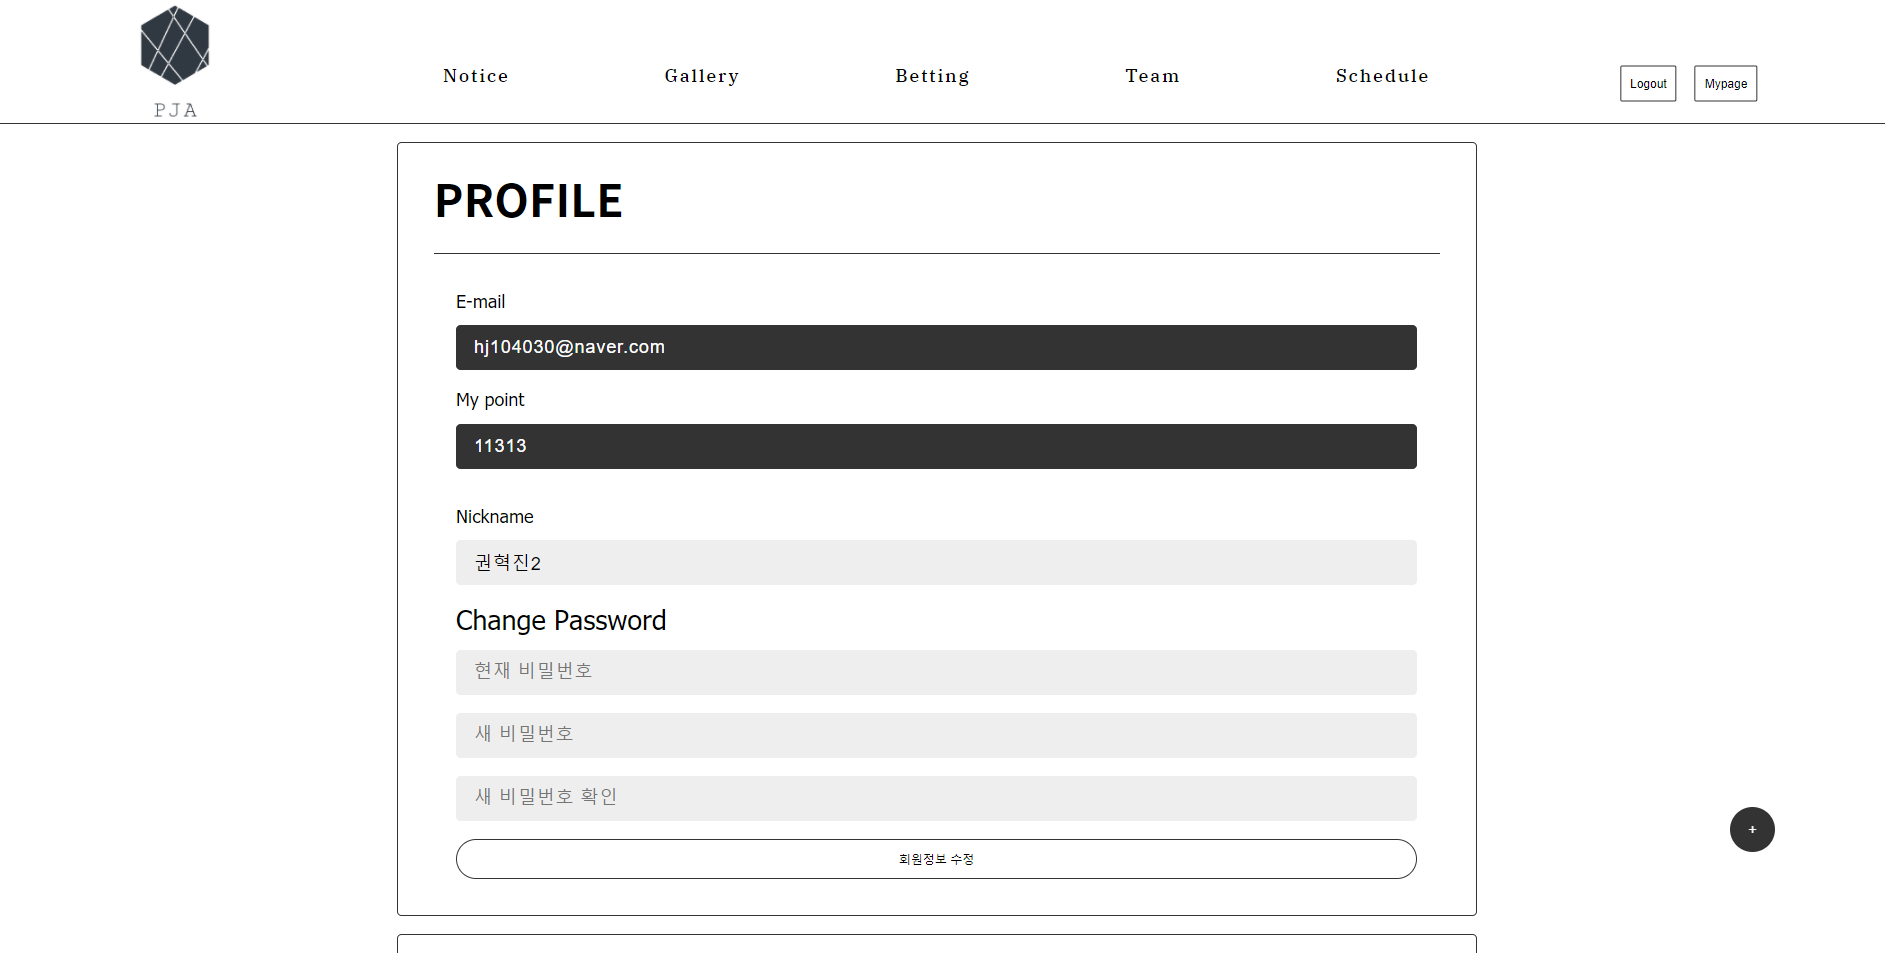 PJA
Notice
Gallery
Betting
Team
Schedule
Logout
Mypage
PROFILE
E-mail
hj104030@naver.com
My point
11313
Nickname
권혁진2
Change Password
현재 비밀번호
새 비밀번호
새 비밀번호 확인
회원정보 수정
+